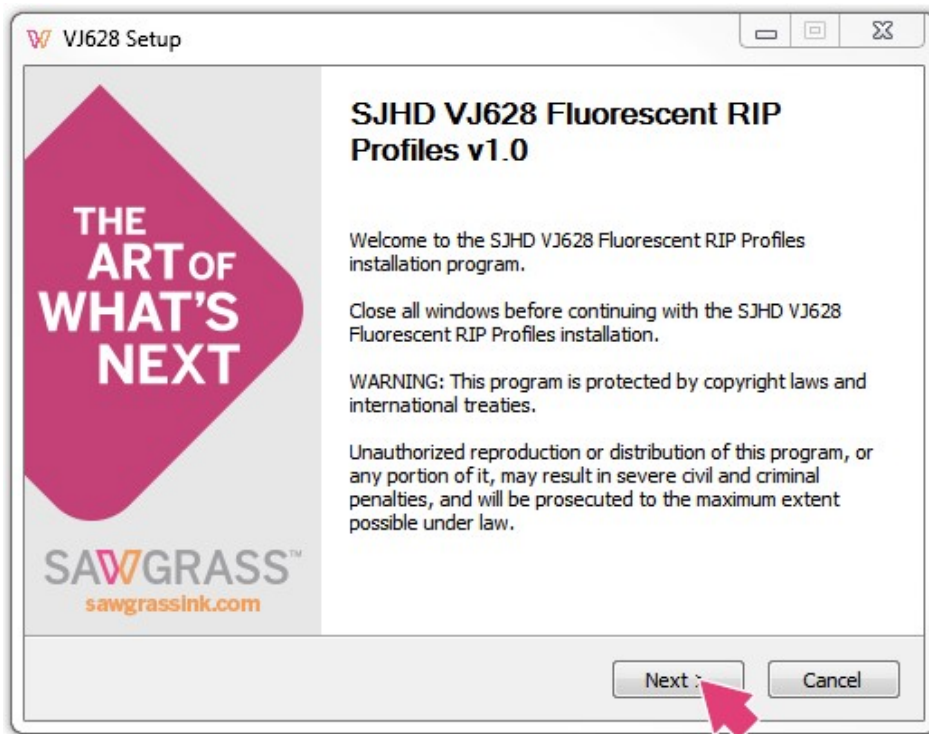 VJ628 Setup
SJHD VJ628 Fluorescent RIP
Profiles v1.0
THE
ART OF
WHAT'S
NEXT
SAWGRASS™
sawgrassink.com
Welcome to the SJHD VJ628 Fluorescent RIP Profiles
installation program.
Close all windows before continuing with the SJHD VJ628
Fluorescent RIP Profiles installation.
WARNING: This program is protected by copyright laws and
international treaties.
Unauthorized reproduction or distribution of this program, or
any portion of it, may result in severe civil and criminal
penalties, and will be prosecuted to the maximum extent
possible under law.
Next >
Cancel